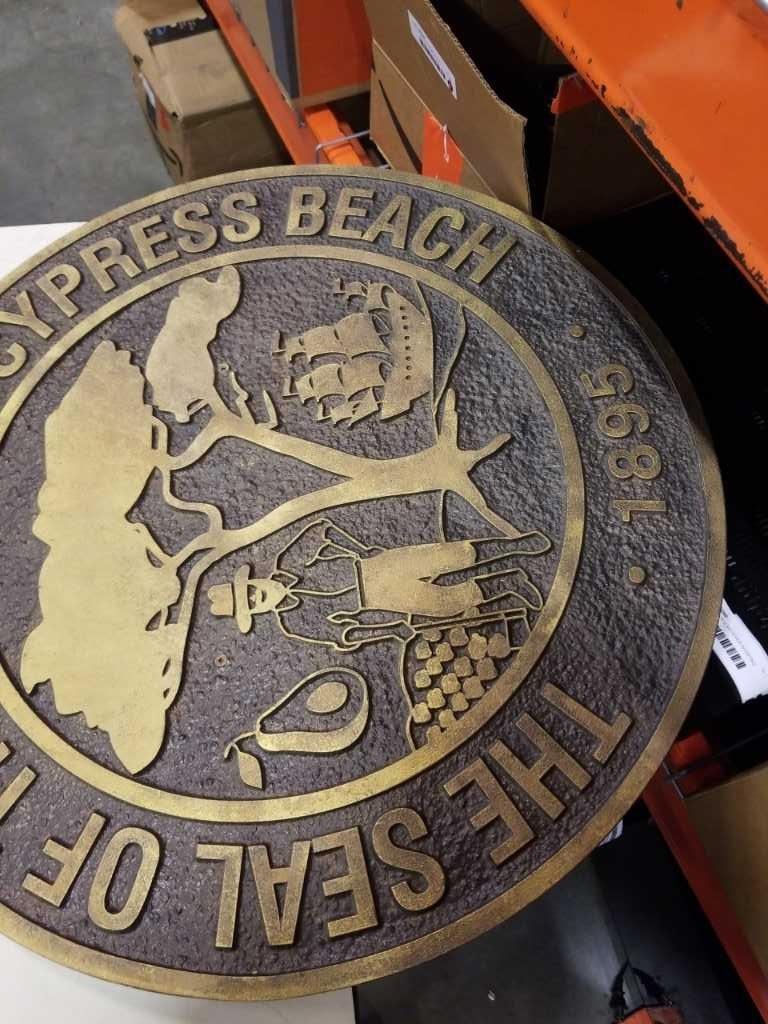 THE SEAL OF
CYPRESS BEACH
• 1895 •